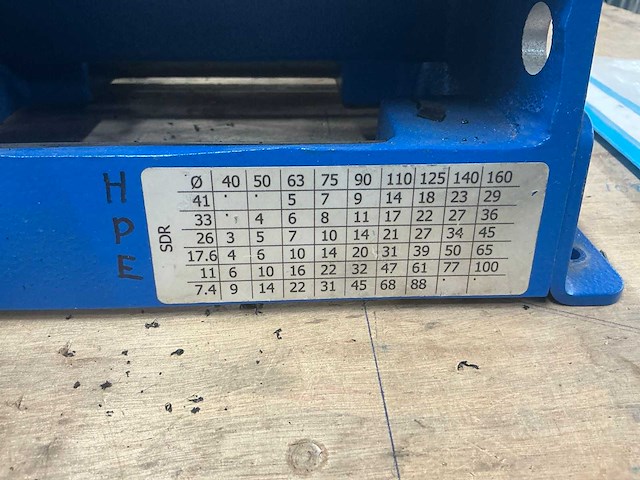 H
P
E
SDR
Ø 40 50 63 75 90 110 125 140 160
41 · · 5 7 9 14 18 23 29
33 · 4 6 8 11 17 22 27 36
26 3 5 7 10 14 21 27 34 45
17.6 4 6 10 14 20 31 39 50 65
11 6 10 16 22 32 47 61 77 100
7.4 9 14 22 31 45 68 88 · ·